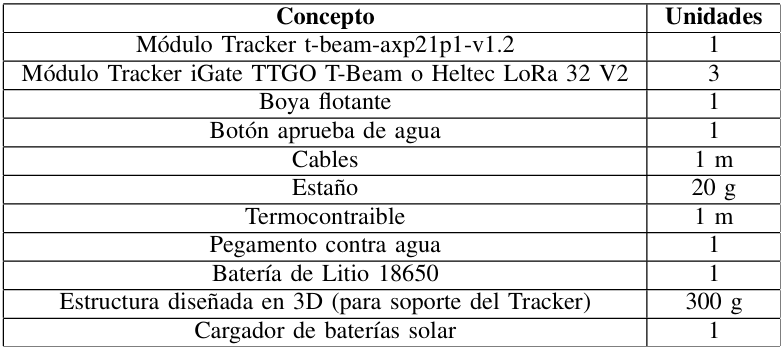 Concepto Unidades
Módulo Tracker t-beam-axp21p1-v1.2 1
Módulo Tracker iGate TTGO T-Beam o Heltec LoRa 32 V2 3
Boya flotante 1
Botón aprueba de agua 1
Cables 1 m
Estaño 20 g
Termocontraible 1 m
Pegamento contra agua 1
Batería de Litio 18650 1
Estructura diseñada en 3D (para soporte del Tracker) 300 g
Cargador de baterías solar 1